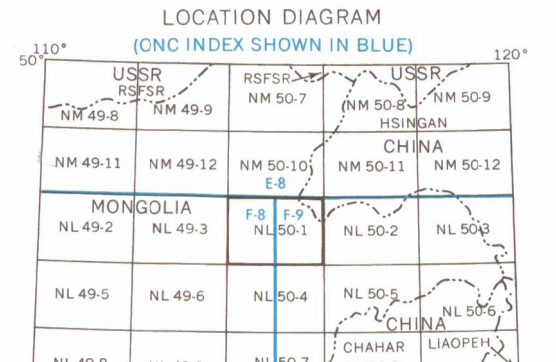 LOCATION DIAGRAM
(ONC INDEX SHOWN IN BLUE)
110° 120°
50°
USSR RSFSR USSR
RSFSR
NM 49-8 NM 49-9 NM 50-7 NM 50-8 NM 50-9
HSINGAN
CHINA
NM 49-11 NM 49-12 NM 50-10 NM 50-11 NM 50-12
E-8
MONGOLIA F-8 F-9
NL 49-2 NL 49-3 NL 50-1 NL 50-2 NL 50-3
NL 49-5 NL 49-6 NL 50-4 NL 50-5 NL 50-6
CHINA
CHAHAR LIAOPEH